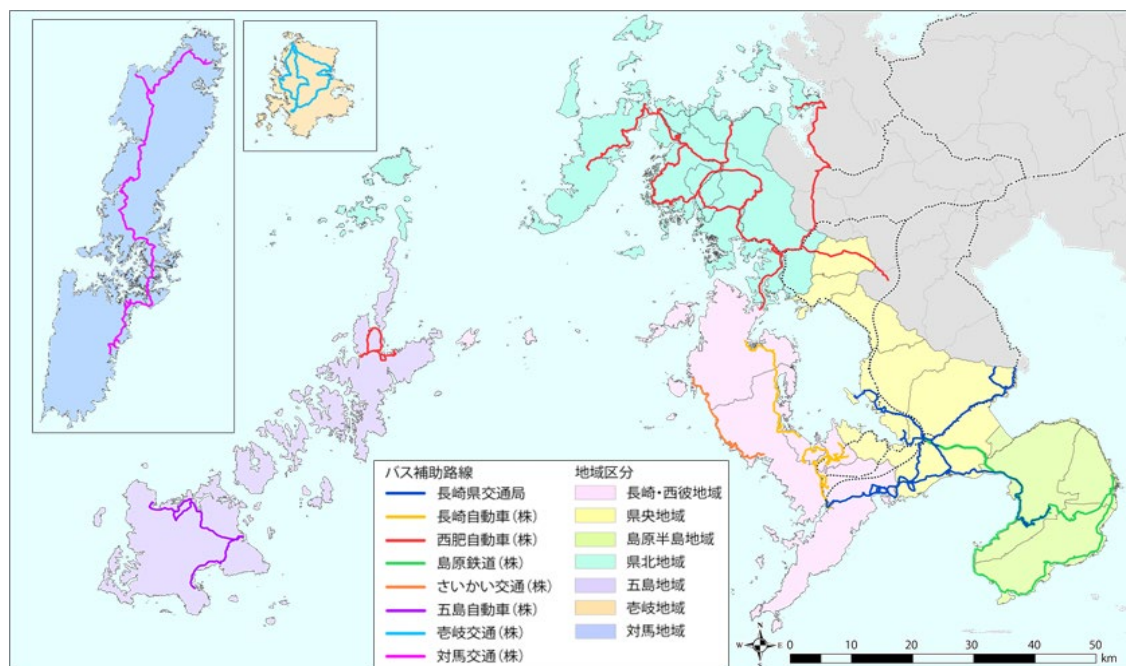 バス補助路線
長崎県交通局
長崎自動車(株)
西肥自動車(株)
島原鉄道(株)
さいかい交通(株)
五島自動車(株)
壱岐交通(株)
対馬交通(株)
地域区分
長崎・西彼地域
県央地域
島原半島地域
県北地域
五島地域
壱岐地域
対馬地域
N
W E
S
0 10 20 30 40 50
km